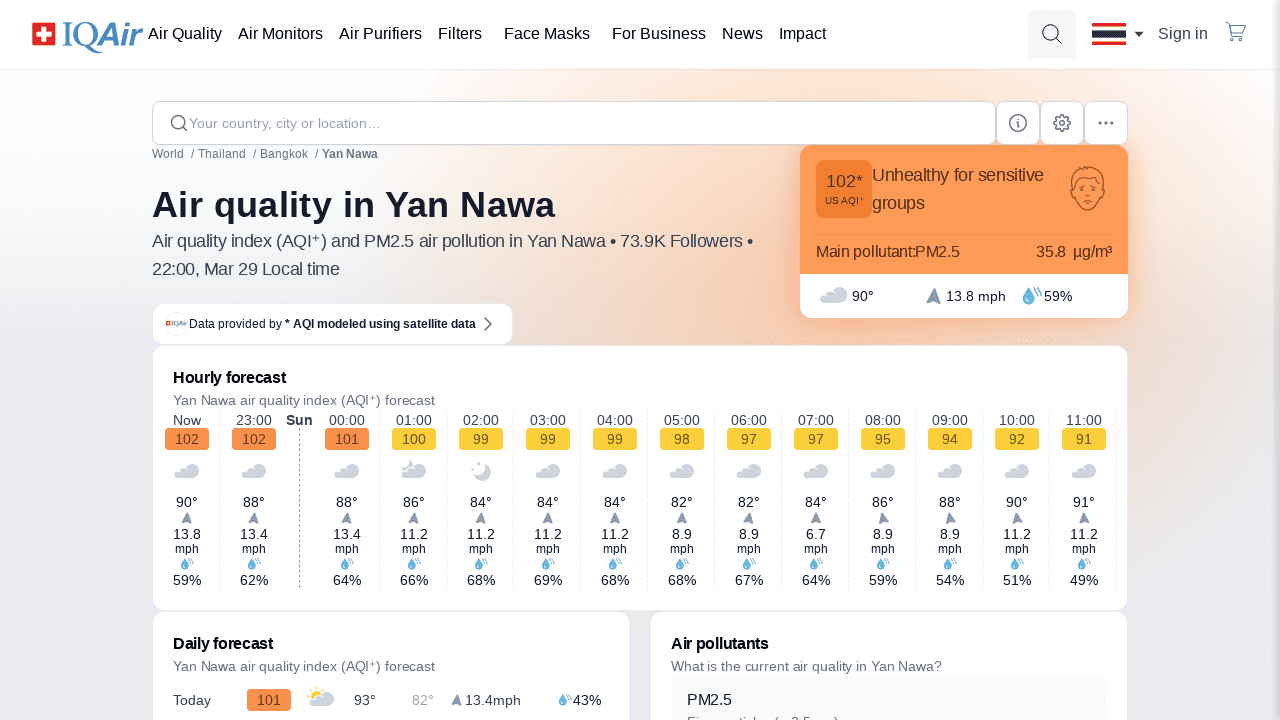 IQAir Air Quality Air Monitors Air Purifiers Filters Face Masks For Business News Impact Sign in
Your country, city or location...
World / Thailand / Bangkok / Yan Nawa
Air quality in Yan Nawa
Air quality index (AQI⁺) and PM2.5 air pollution in Yan Nawa • 73.9K Followers •
22:00, Mar 29 Local time
102*
US AQI⁺
Unhealthy for sensitive
groups
Main pollutant:PM2.5 35.8 µg/m³
90° 13.8 mph 59%
Data provided by * AQI modeled using satellite data
Hourly forecast
Yan Nawa air quality index (AQI⁺) forecast
Now 23:00 Sun 00:00 01:00 02:00 03:00 04:00 05:00 06:00 07:00 08:00 09:00 10:00 11:00
102 102 101 100 99 99 99 98 97 97 95 94 92 91
90° 88° 88° 86° 84° 84° 84° 82° 82° 84° 86° 88° 90° 91°
13.8 13.4 13.4 11.2 11.2 11.2 11.2 8.9 8.9 6.7 8.9 8.9 11.2 11.2
mph mph mph mph mph mph mph mph mph mph mph mph mph mph
59% 62% 64% 66% 68% 69% 68% 68% 67% 64% 59% 54% 51% 49%
Daily forecast
Yan Nawa air quality index (AQI⁺) forecast
Today 101 93° 82° 13.4mph 43%
Air pollutants
What is the current air quality in Yan Nawa?
PM2.5